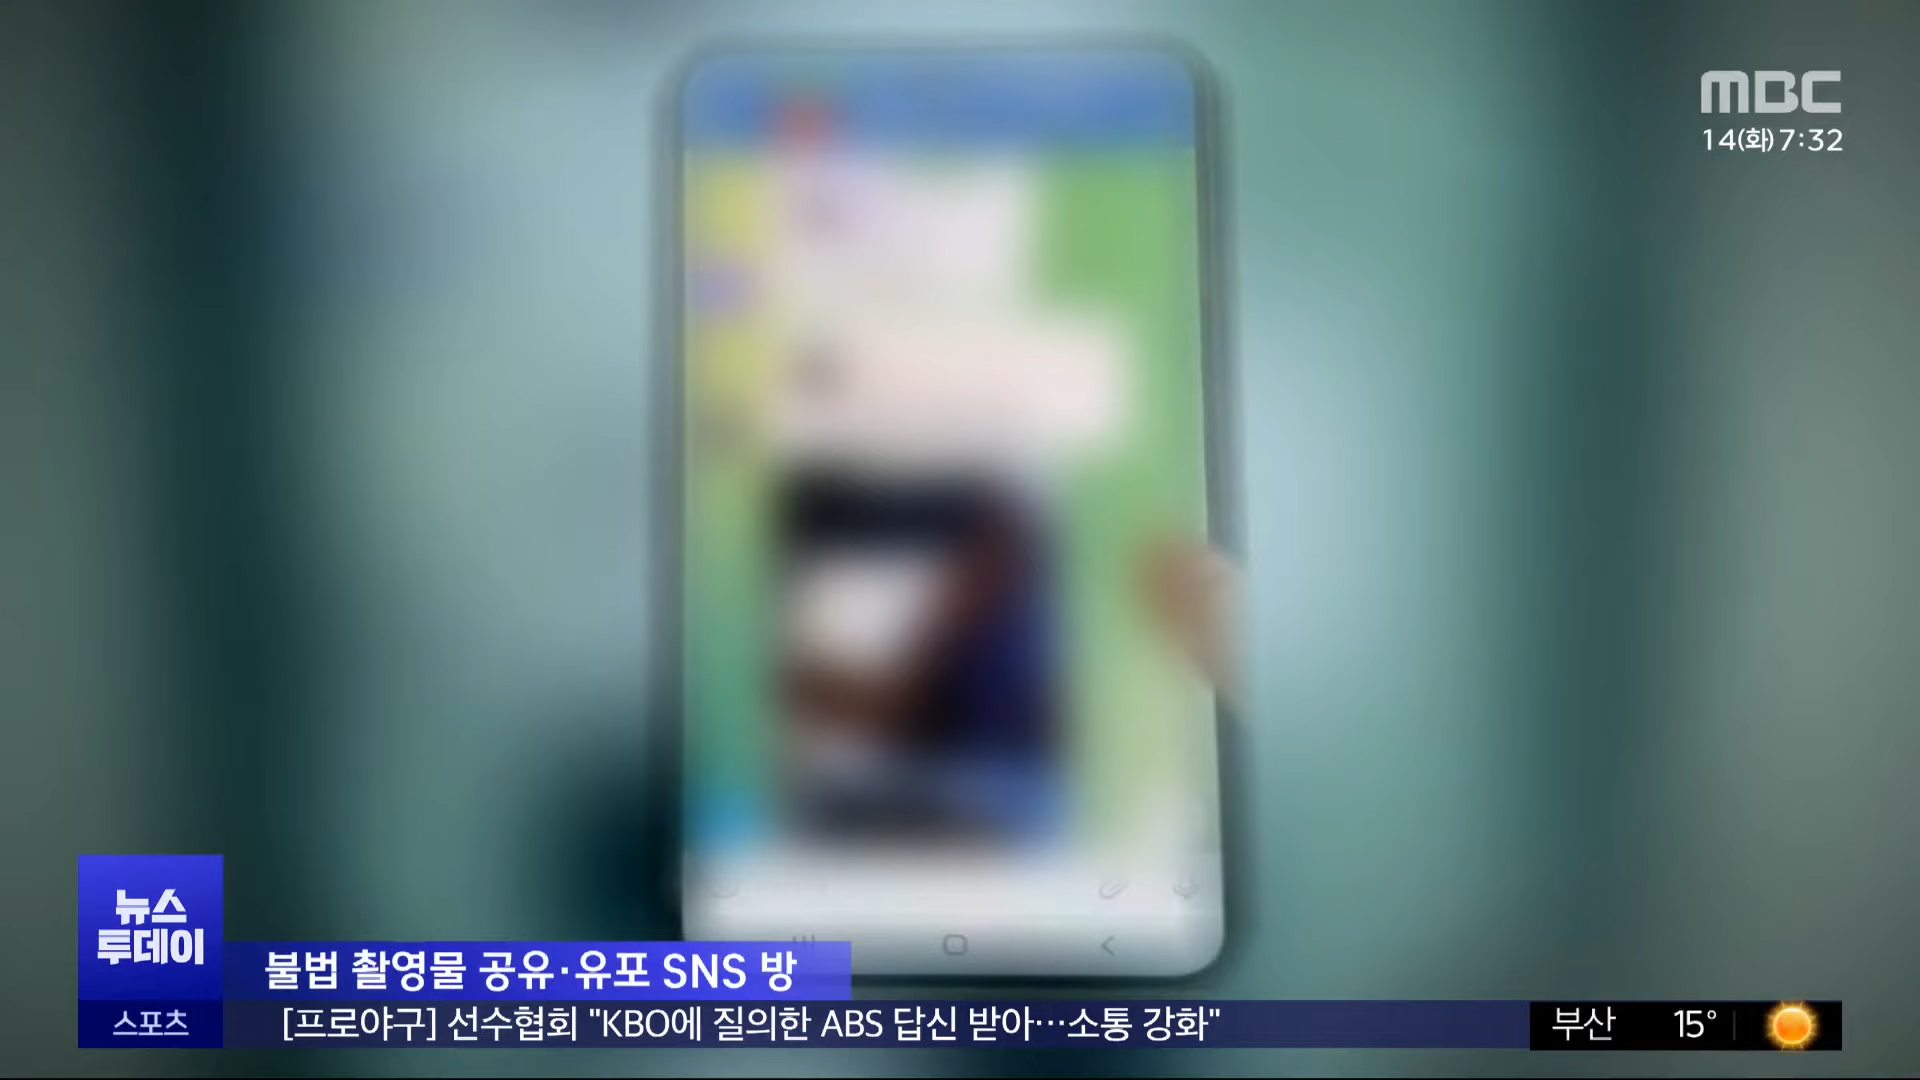 MBC
14(화) 7:32
뉴스
투데이
불법 촬영물 공유·유포 SNS 방
스포츠
[프로야구] 선수협회 "KBO에 질의한 ABS 답신 받아…소통 강화"
부산 15°